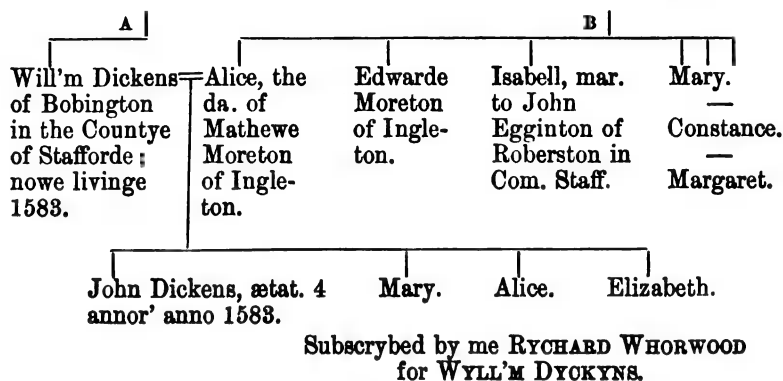 A
B
Will'm Dickens
of Bobington
in the Countye
of Stafforde;
nowe livinge
1583.
Alice, the
da. of
Mathewe
Moreton
of Ingle-
ton.
Edwarde
Moreton
of Ingle-
ton.
Isabell, mar.
to John
Egginton of
Roberston in
Com. Staff.
Mary.
—
Constance.
—
Margaret.
John Dickens, ætat. 4
annor' anno 1583.
Mary.
Alice.
Elizabeth.
Subscrybed by me RYCHARD WHORWOOD
for WYLL'M DYCKYNS.